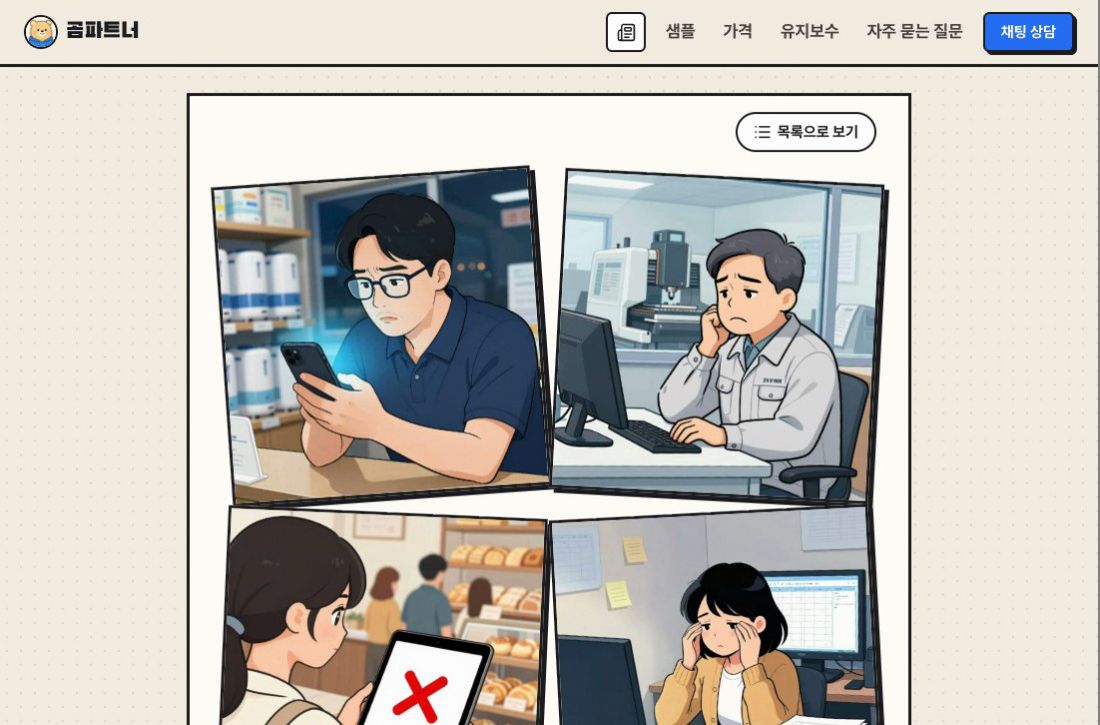 곰파트너
샘플
가격
유지보수
자주 묻는 질문
채팅 상담
목록으로 보기